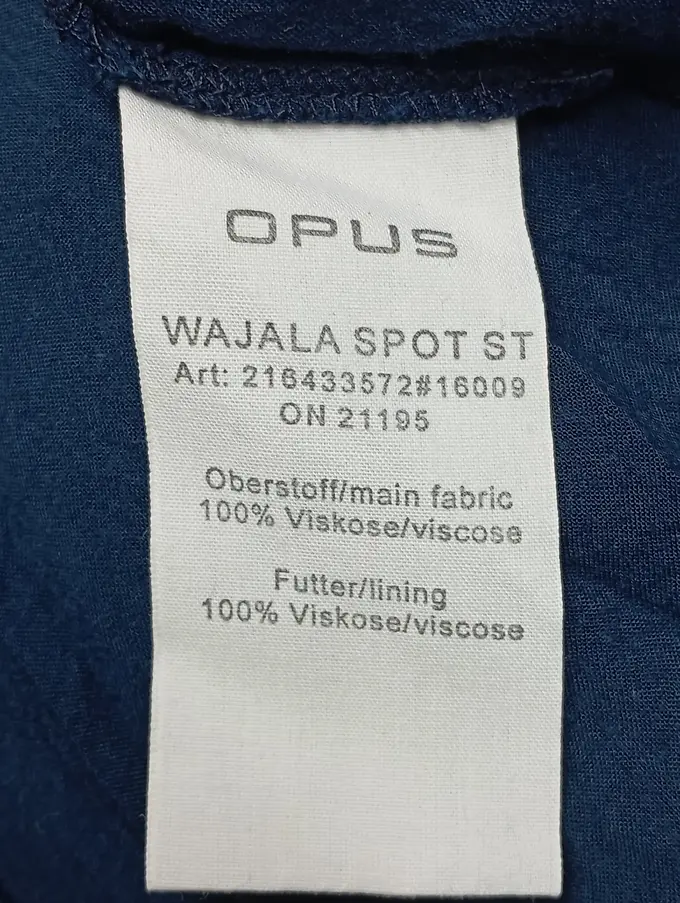 OPUS
WAJALA SPOT ST
Art: 216433572#16009
ON 21195
Oberstoff/main fabric
100% Viskose/viscose
Futter/lining
100% Viskose/viscose